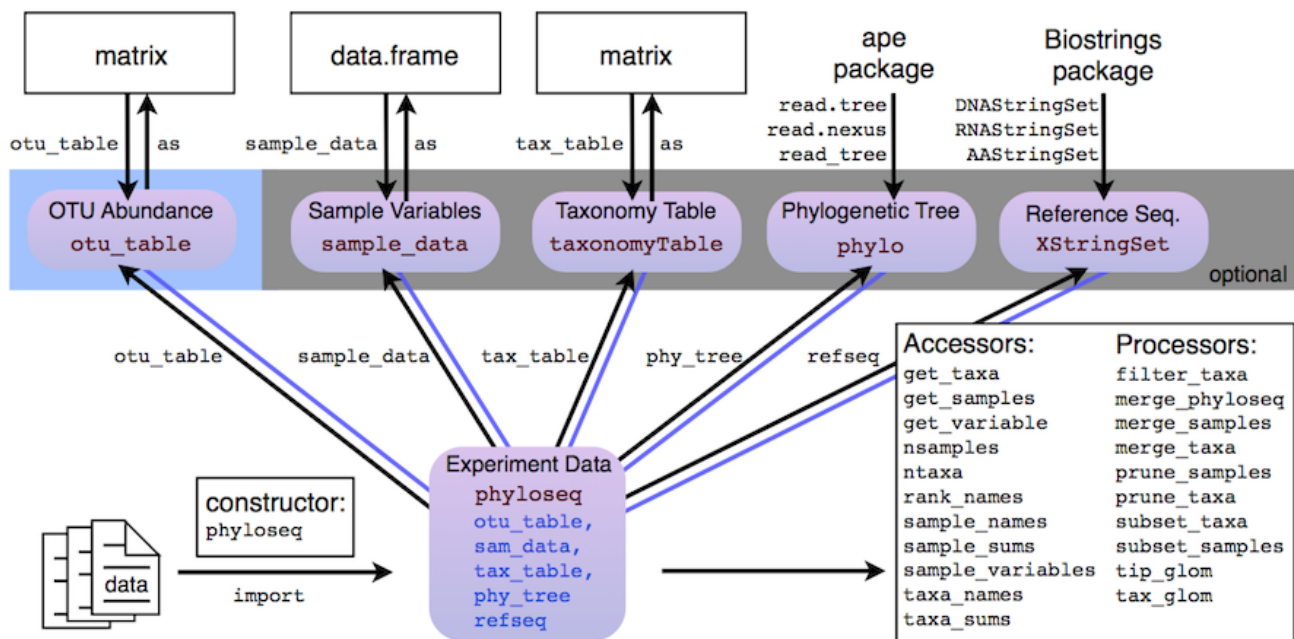 matrix
data.frame
matrix
ape
package
Biostrings
package
read.tree
read.nexus
read_tree
DNAStringSet
RNAStringSet
AAStringSet
otu_table
as
sample_data
as
tax_table
as
OTU Abundance
otu_table
Sample Variables
sample_data
Taxonomy Table
taxonomyTable
Phylogenetic Tree
phylo
Reference Seq.
XStringSet
optional
otu_table
sample_data
tax_table
phy_tree
refseq
Accessors:
get_taxa
get_samples
get_variable
nsamples
ntaxa
rank_names
sample_names
sample_sums
sample_variables
taxa_names
taxa_sums
Processors:
filter_taxa
merge_phyloseq
merge_samples
merge_taxa
prune_samples
prune_taxa
subset_taxa
subset_samples
tip_glom
tax_glom
data
constructor:
phyloseq
import
Experiment Data
phyloseq
otu_table,
sam_data,
tax_table,
phy_tree
refseq